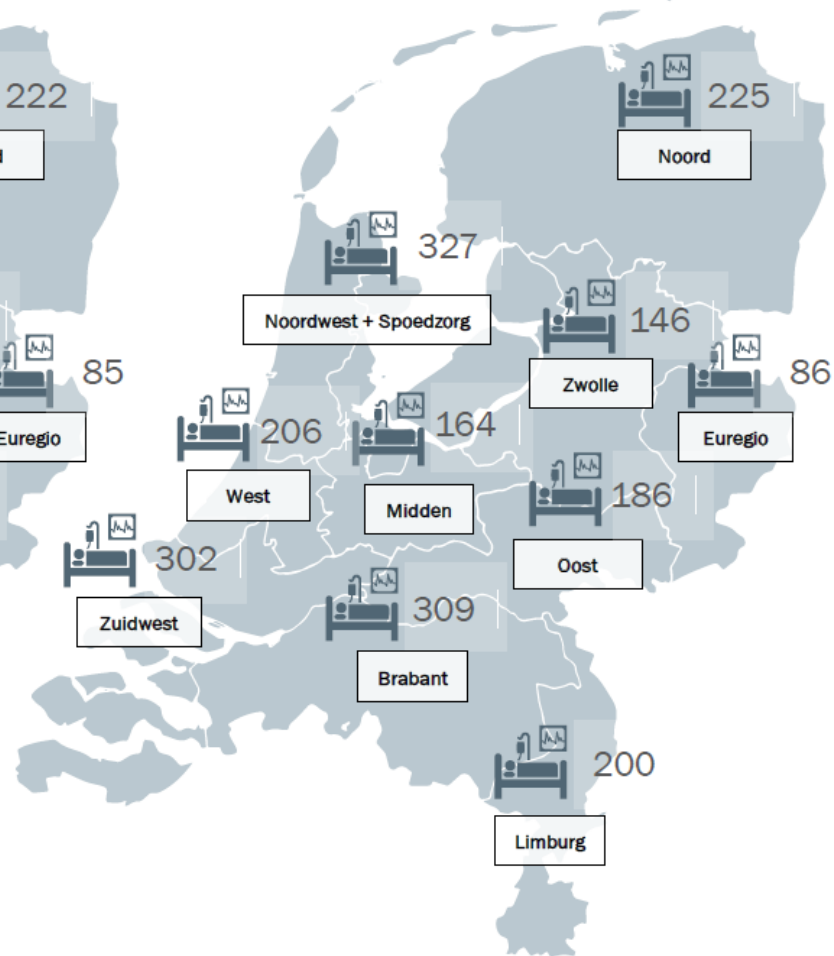 222
225
Noord
327
Noordwest + Spoedzorg
146
Zwolle
85
Euregio
86
Euregio
206
West
164
Midden
186
Oost
302
Zuidwest
309
Brabant
200
Limburg